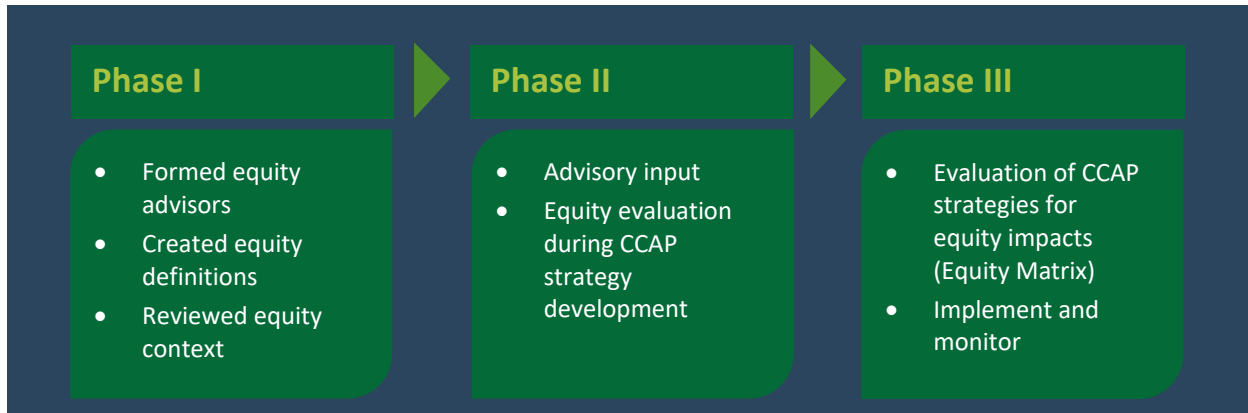 Phase I
• Formed equity
advisors
• Created equity
definitions
• Reviewed equity
context
Phase II
• Advisory input
• Equity evaluation
during CCAP
strategy
development
Phase III
• Evaluation of CCAP
strategies for
equity impacts
(Equity Matrix)
• Implement and
monitor